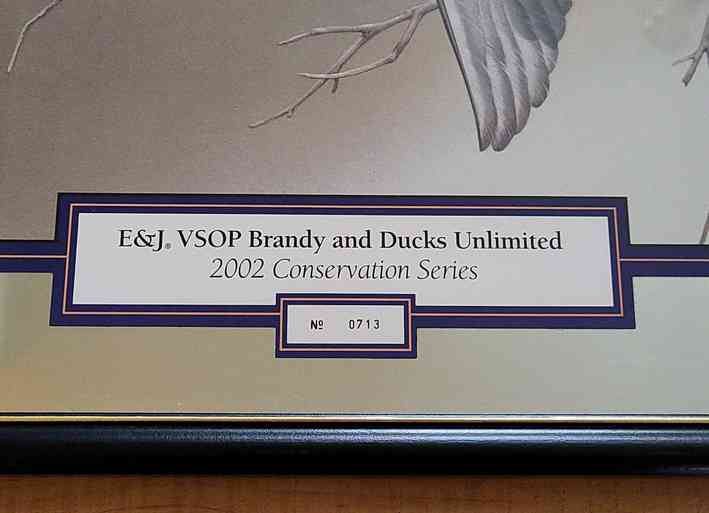 E&J® VSOP Brandy and Ducks Unlimited
2002 Conservation Series
№ 0713